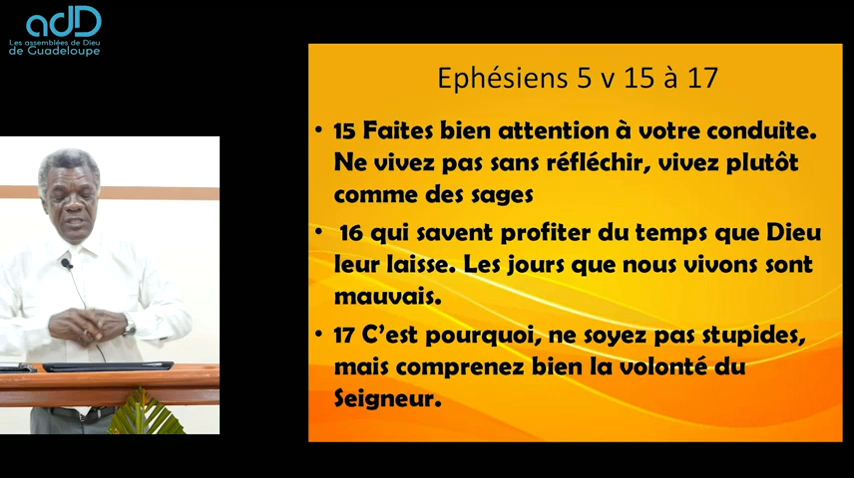 adD
Les assemblées de Dieu
de Guadeloupe
Ephésiens 5 v 15 à 17
• 15 Faites bien attention à votre conduite.
Ne vivez pas sans réfléchir, vivez plutôt
comme des sages
• 16 qui savent profiter du temps que Dieu
leur laisse. Les jours que nous vivons sont
mauvais.
• 17 C’est pourquoi, ne soyez pas stupides,
mais comprenez bien la volonté du
Seigneur.